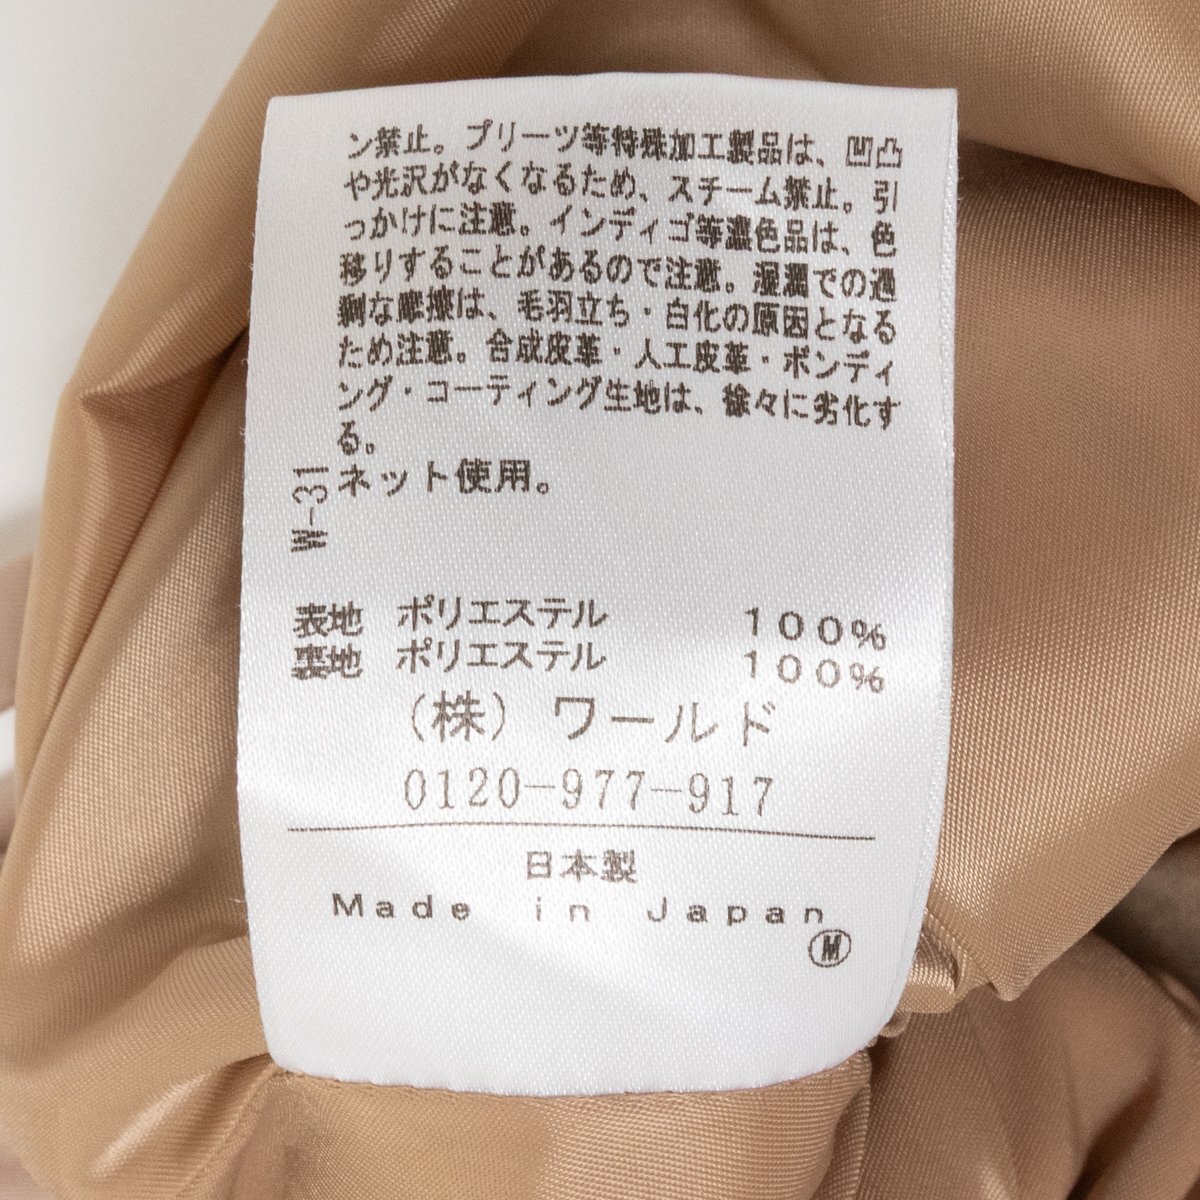 ン禁止。プリーツ等特殊加工製品は、凹凸
や光沢がなくなるため、スチーム禁止。引
っかけに注意。インディゴ等濃色品は、色
移りすることがあるので注意。湿潤での過
剰な摩擦は、毛羽立ち・白化の原因となる
ため注意。合成皮革・人工皮革・ボンディ
ング・コーティング生地は、徐々に劣化す
る。
ネット使用。
W-31
表地 ポリエステル 100%
裏地 ポリエステル 100%
(株) ワールド
0120-977-917
日本製
Made in Japan
Ⓜ